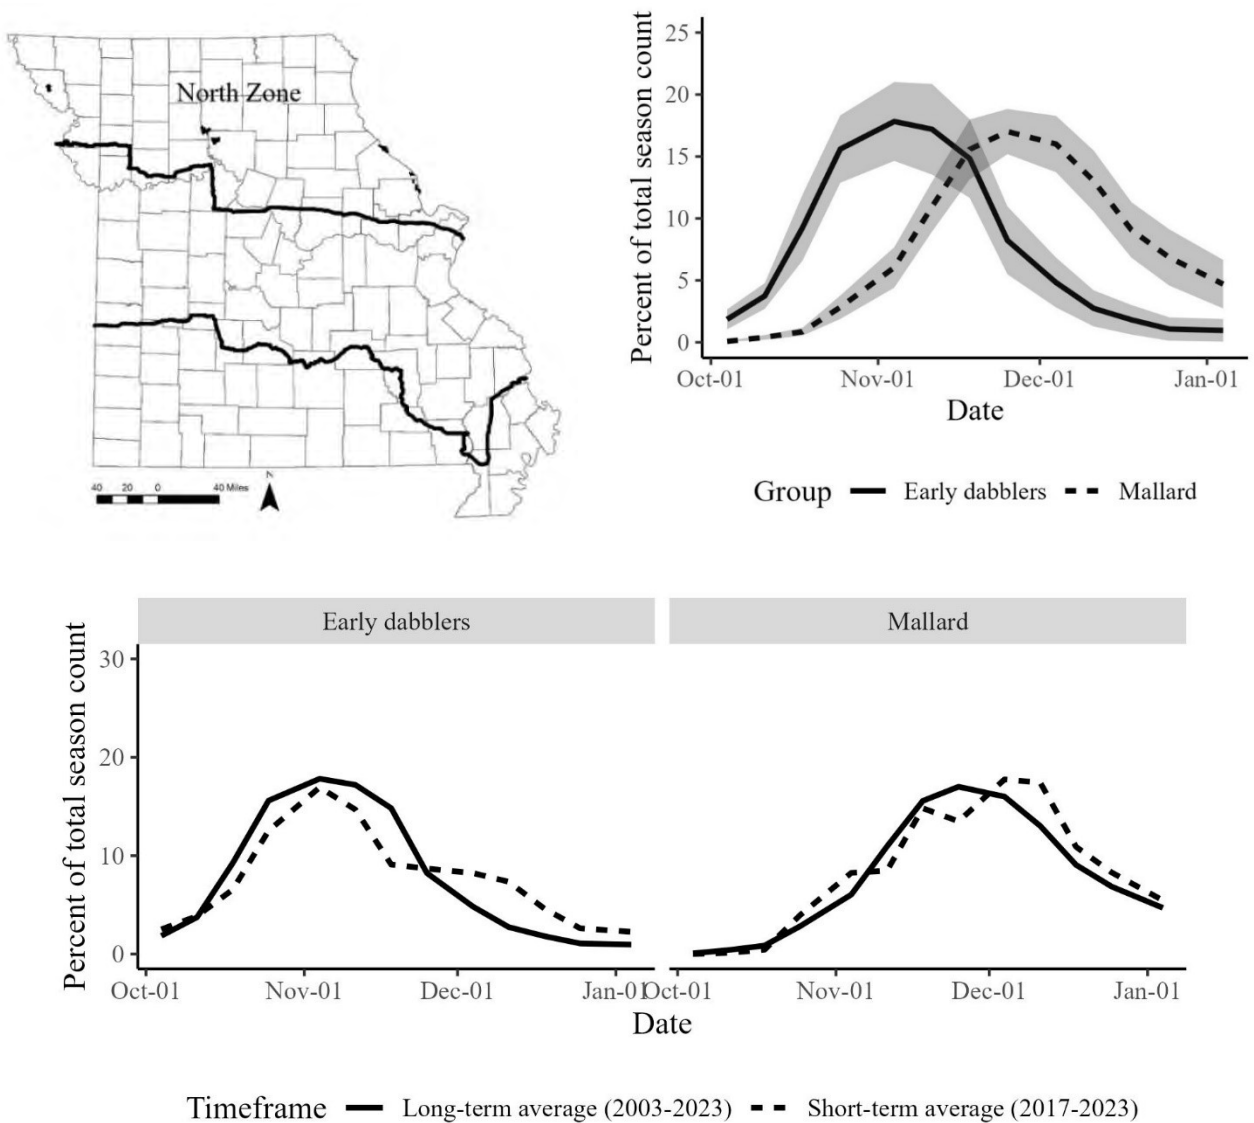 North Zone
N
40 20 0 40 Miles
Percent of total season count
25
20
15
10
5
0
Oct-01 Nov-01 Dec-01 Jan-01
Date
Group Early dabblers Mallard
Early dabblers Mallard
Percent of total season count
30
20
10
0
Oct-01 Nov-01 Dec-01 Jan-01 Oct-01 Nov-01 Dec-01 Jan-01
Date
Timeframe Long-term average (2003-2023) Short-term average (2017-2023)